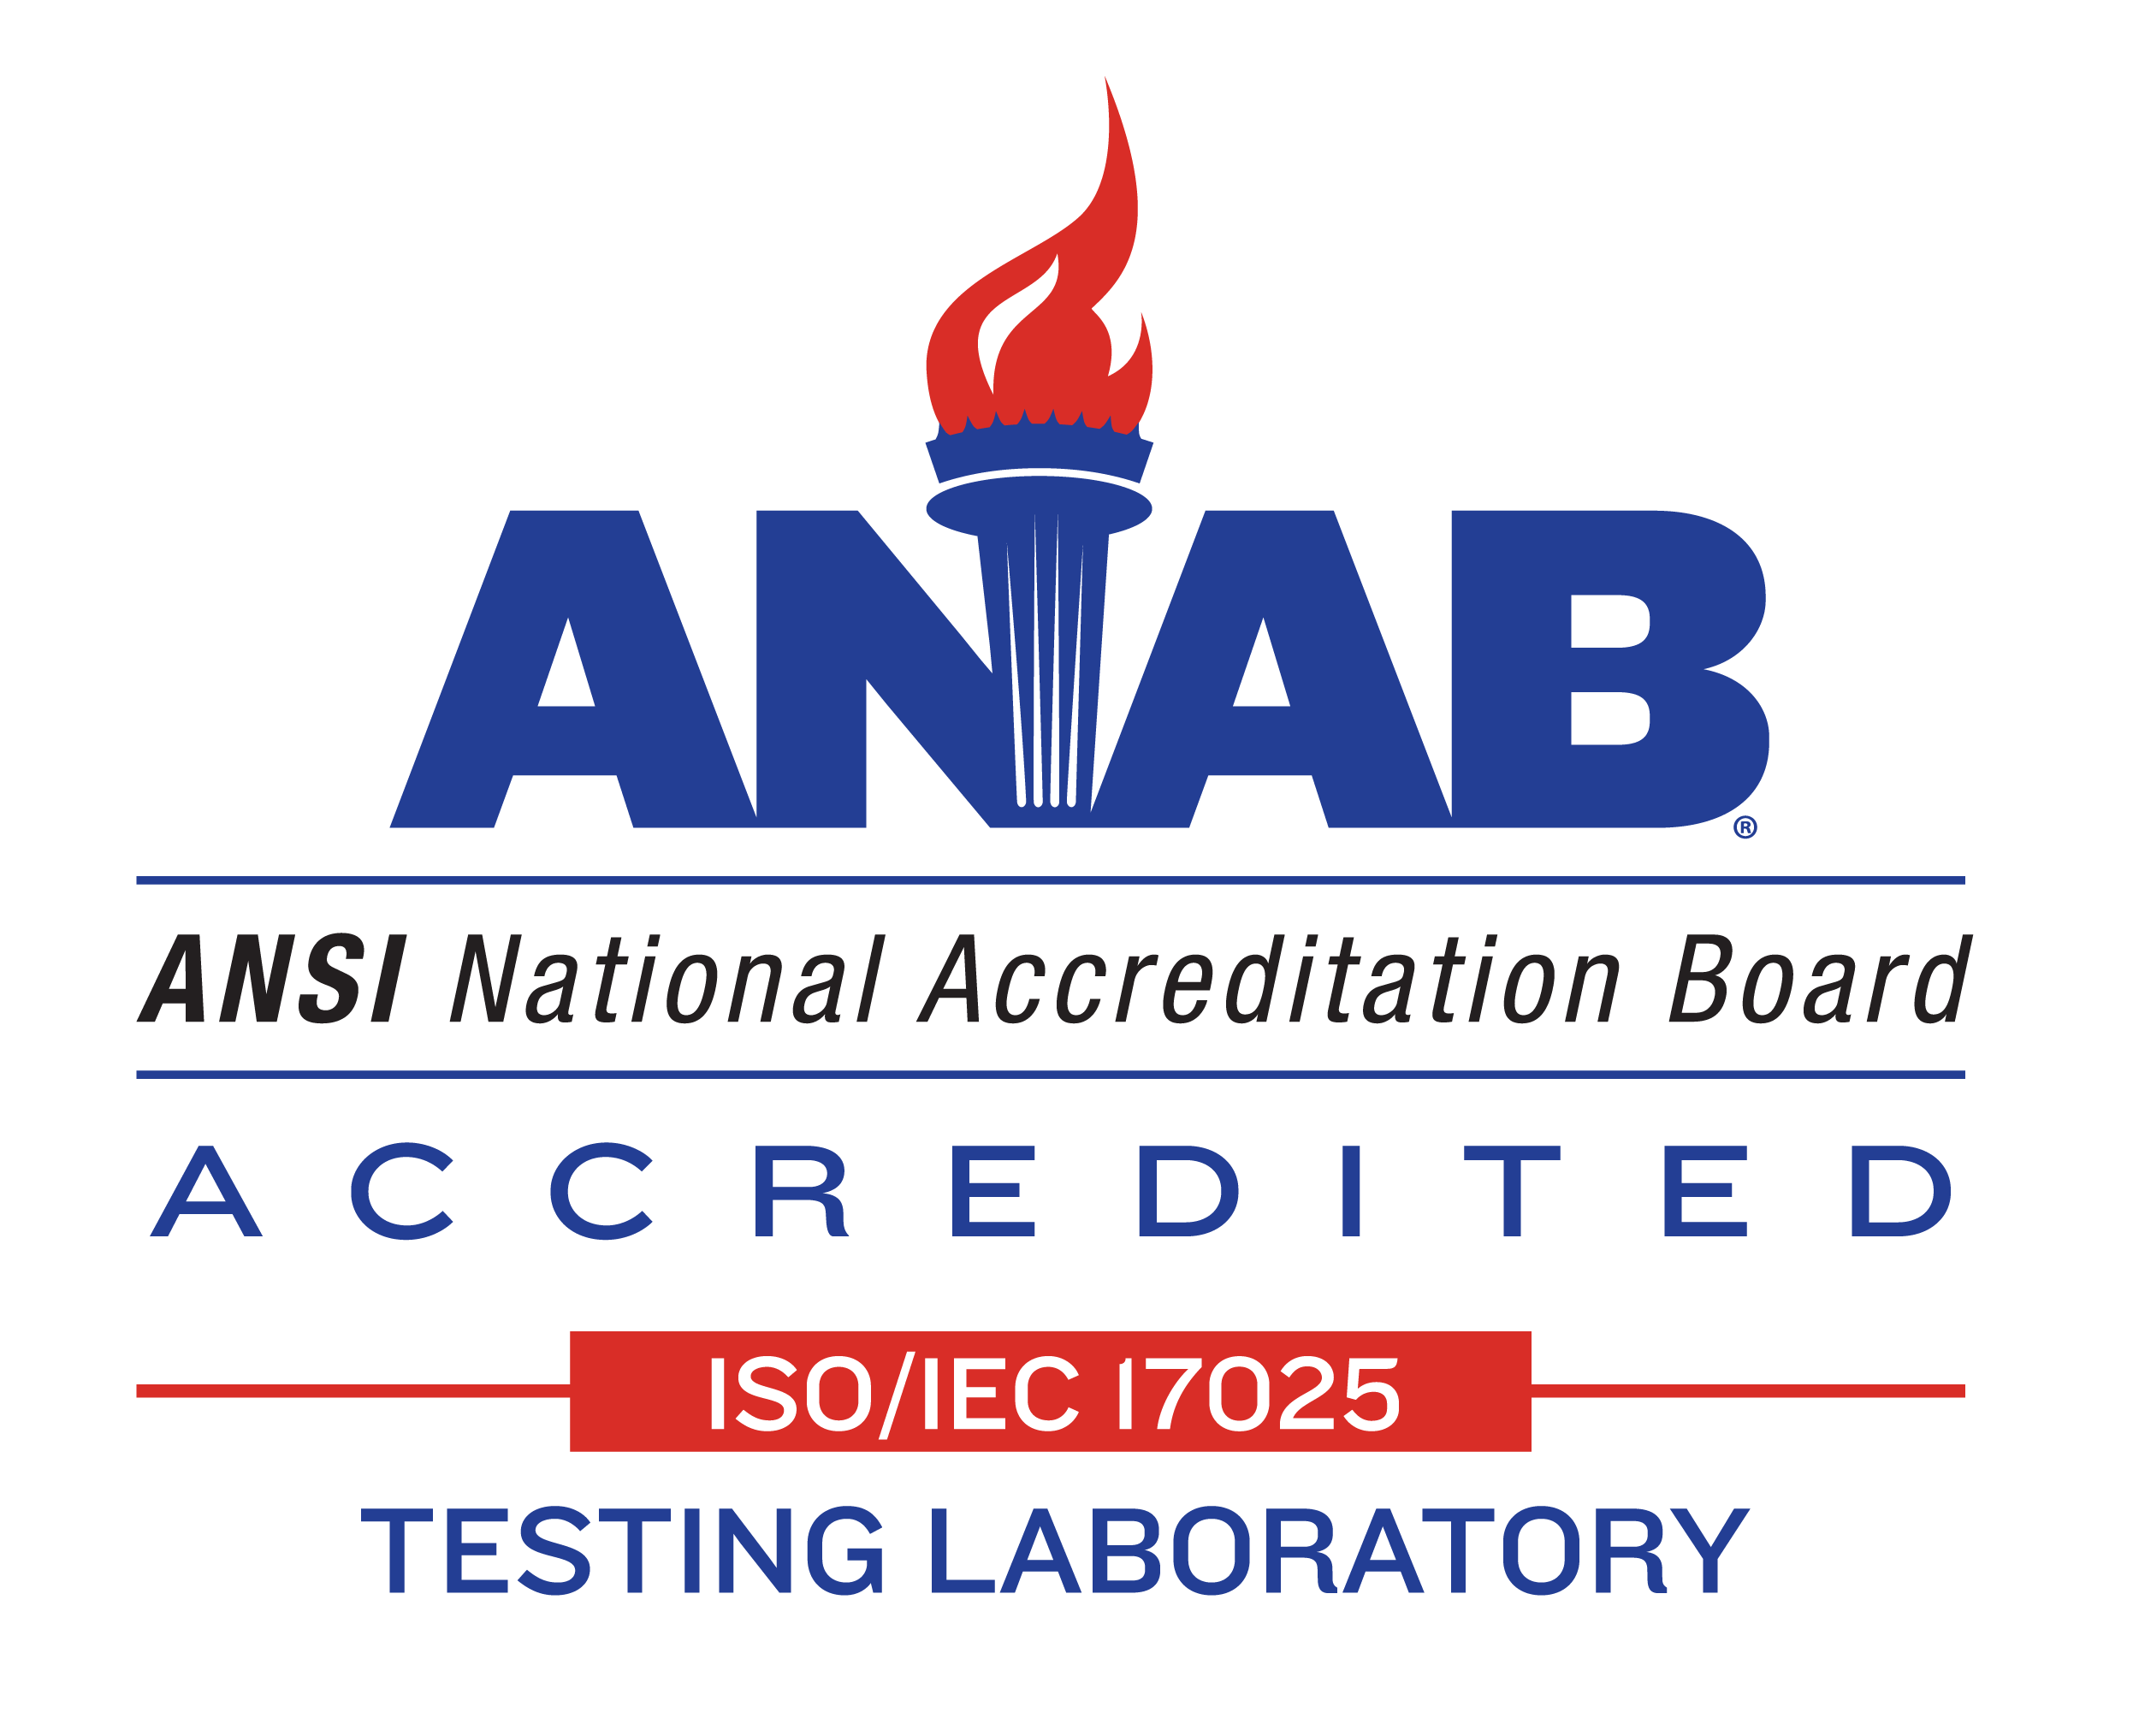 ANAB®
ANSI National Accreditation Board
ACCREDITED
ISO/IEC 17025
TESTING LABORATORY